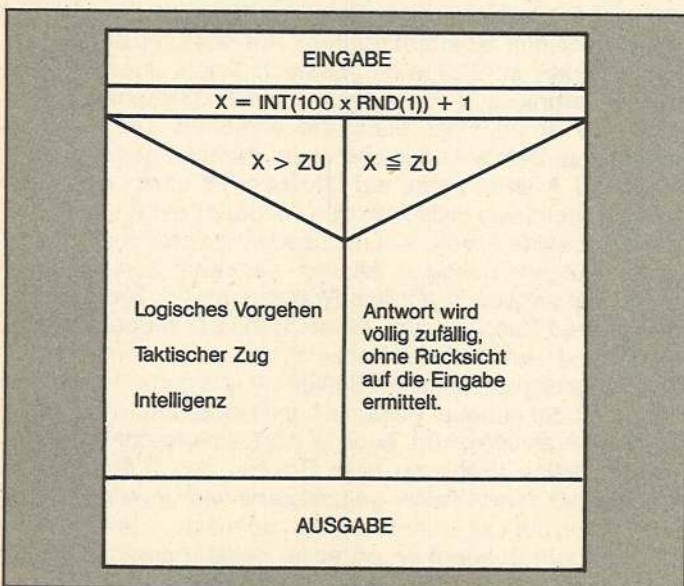 EINGABE
X = INT(100 x RND(1)) + 1
X > ZU
X ≦ ZU
Logisches Vorgehen
Taktischer Zug
Intelligenz
Antwort wird
völlig zufällig,
ohne Rücksicht
auf die Eingabe
ermittelt.
AUSGABE